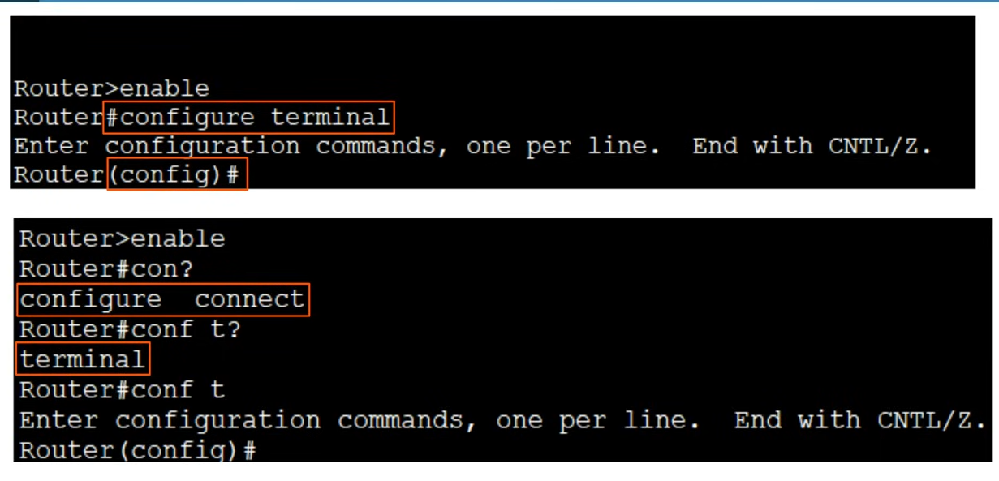 Router>enable
Router#configure terminal
Enter configuration commands, one per line.  End with CNTL/Z.
Router(config)#
Router>enable
Router#con?
configure  connect
Router#conf t?
terminal
Router#conf t
Enter configuration commands, one per line.  End with CNTL/Z.
Router(config)#